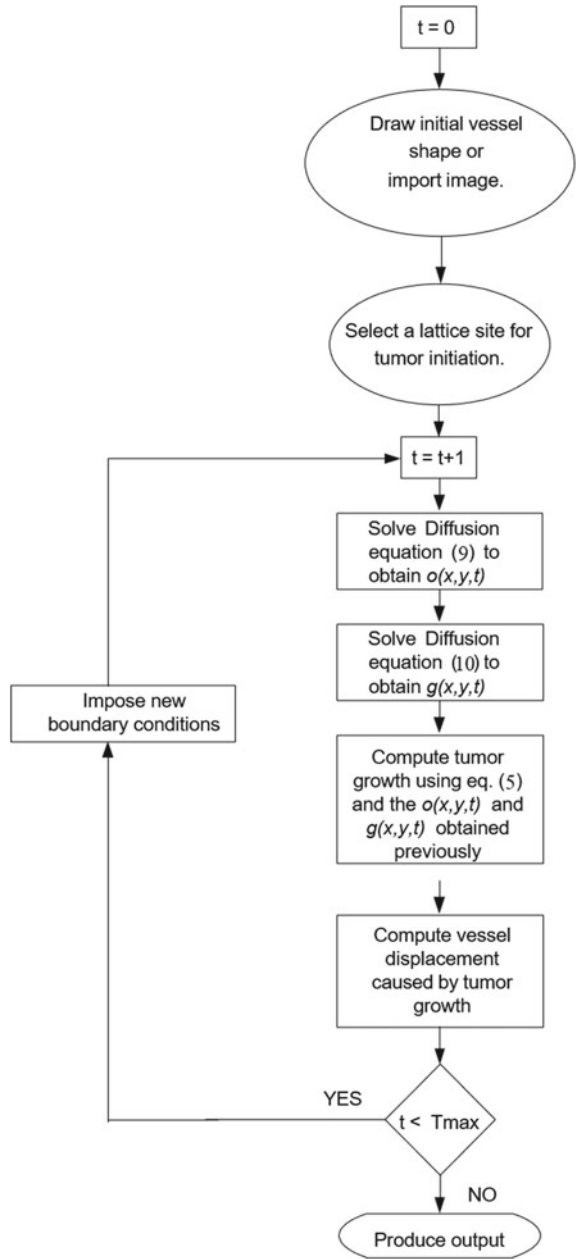 t = 0
Draw initial vessel
shape or
import image.
Select a lattice site for
tumor initiation.
t = t+1
Solve Diffusion
equation (9) to
obtain o(x,y,t)
Solve Diffusion
equation (10) to
obtain g(x,y,t)
Impose new
boundary conditions
Compute tumor
growth using eq. (5)
and the o(x,y,t) and
g(x,y,t) obtained
previously
Compute vessel
displacement
caused by tumor
growth
YES
t < Tmax
NO
Produce output